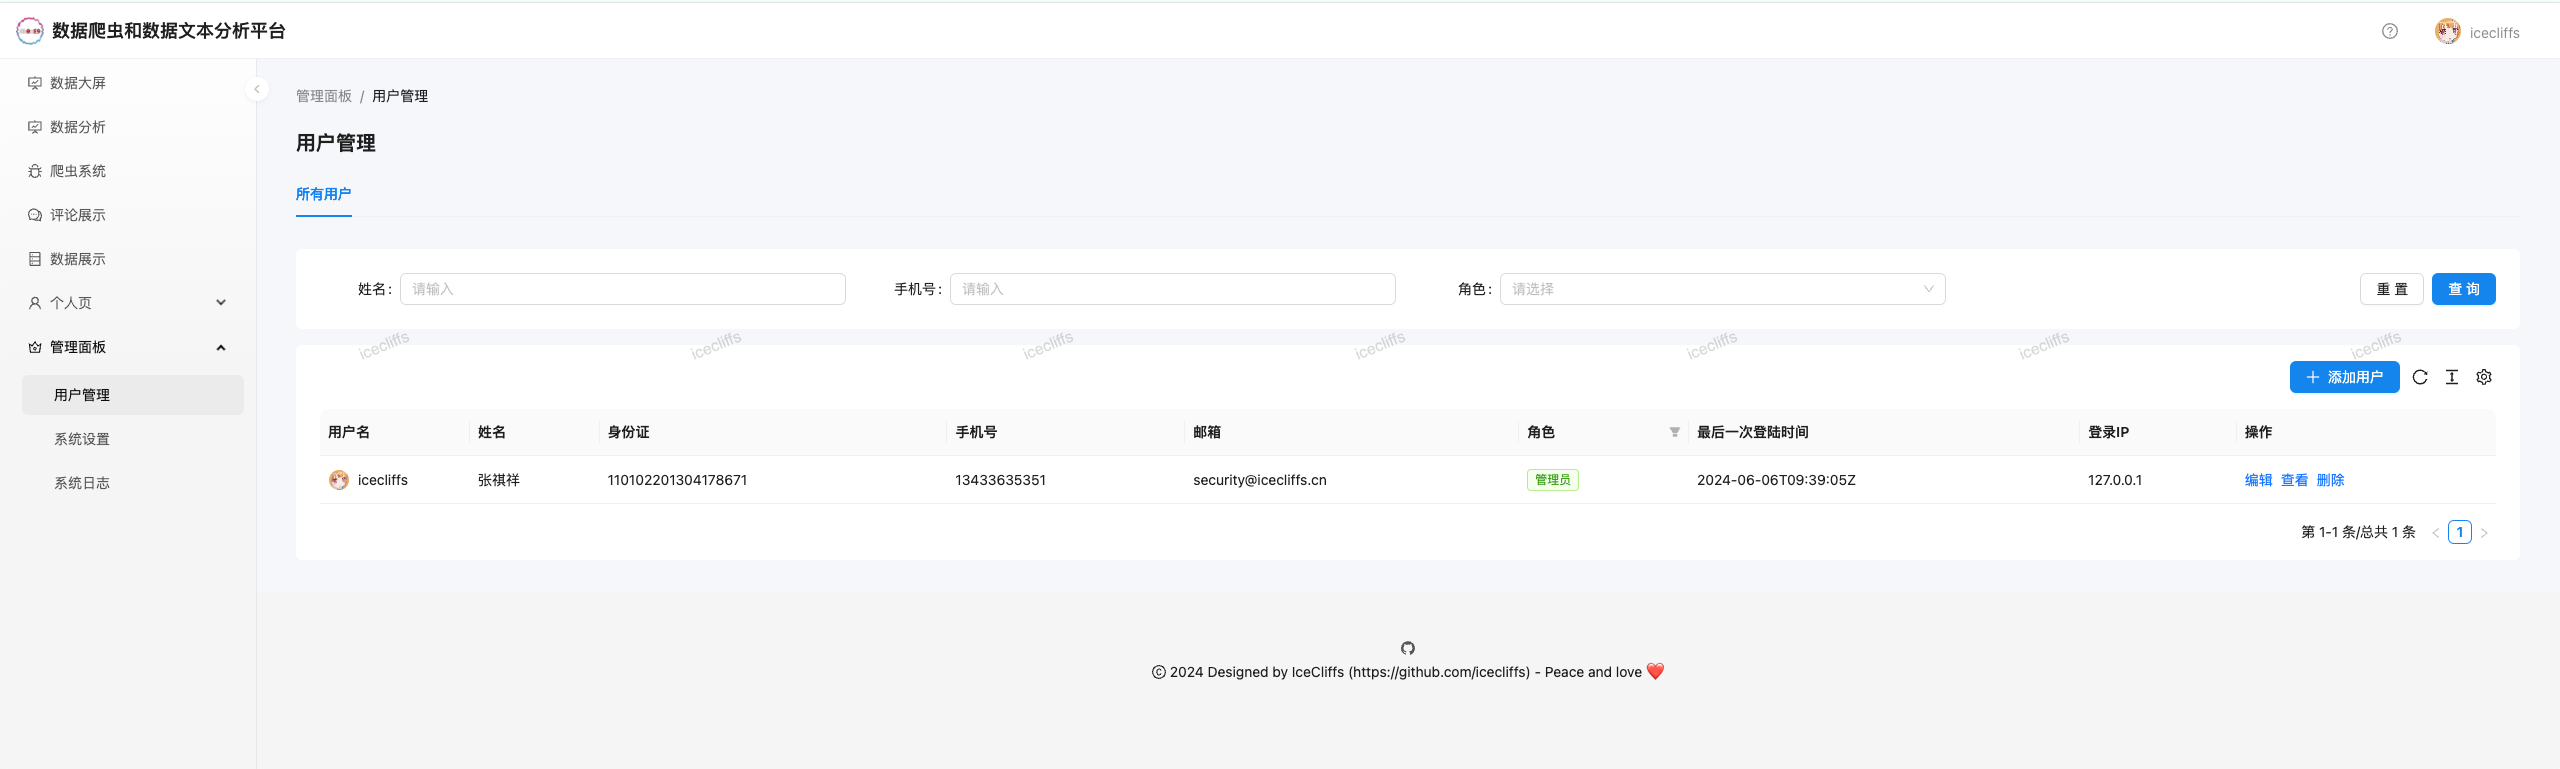 数据爬虫和数据文本分析平台
icecliffs
数据大屏
数据分析
爬虫系统
评论展示
数据展示
个人页
管理面板
用户管理
系统设置
系统日志
管理面板 / 用户管理
用户管理
所有用户
姓名: 请输入 手机号: 请输入 角色: 请选择 重 置 查 询
icecliffs icecliffs icecliffs icecliffs icecliffs icecliffs icecliffs
添加用户
用户名 姓名 身份证 手机号 邮箱 角色 最后一次登陆时间 登录IP 操作
icecliffs 张祺祥 110102201304178671 13433635351 security@icecliffs.cn 管理员 2024-06-06T09:39:05Z 127.0.0.1 编辑 查看 删除
第 1-1 条/总共 1 条 < 1 >
© 2024 Designed by IceCliffs (https://github.com/icecliffs) - Peace and love ❤️